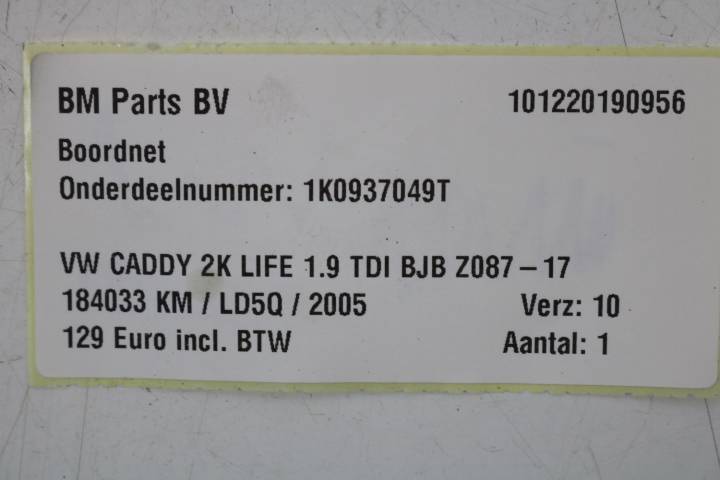 BM Parts BV 101220190956
Boordnet
Onderdeelnummer: 1K0937049T
VW CADDY 2K LIFE 1.9 TDI BJB Z087 – 17
184033 KM / LD5Q / 2005 Verz: 10
129 Euro incl. BTW Aantal: 1